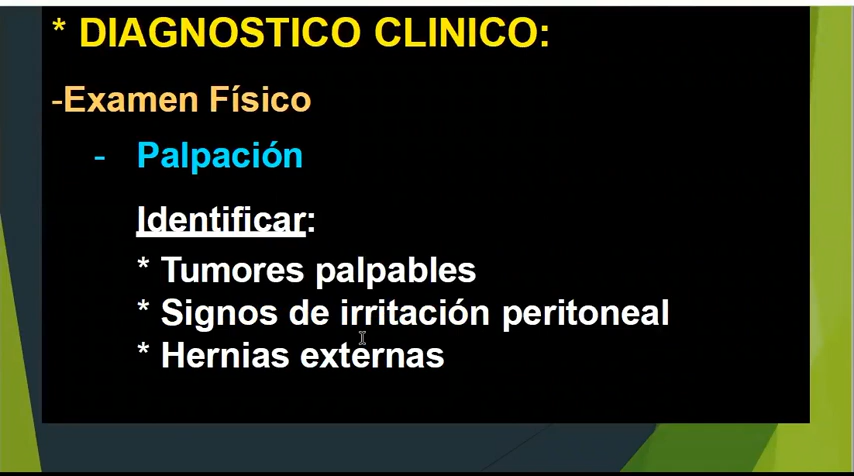 * DIAGNOSTICO CLINICO:
-Examen Físico
- Palpación
Identificar:
* Tumores palpables
* Signos de irritación peritoneal
* Hernias externas